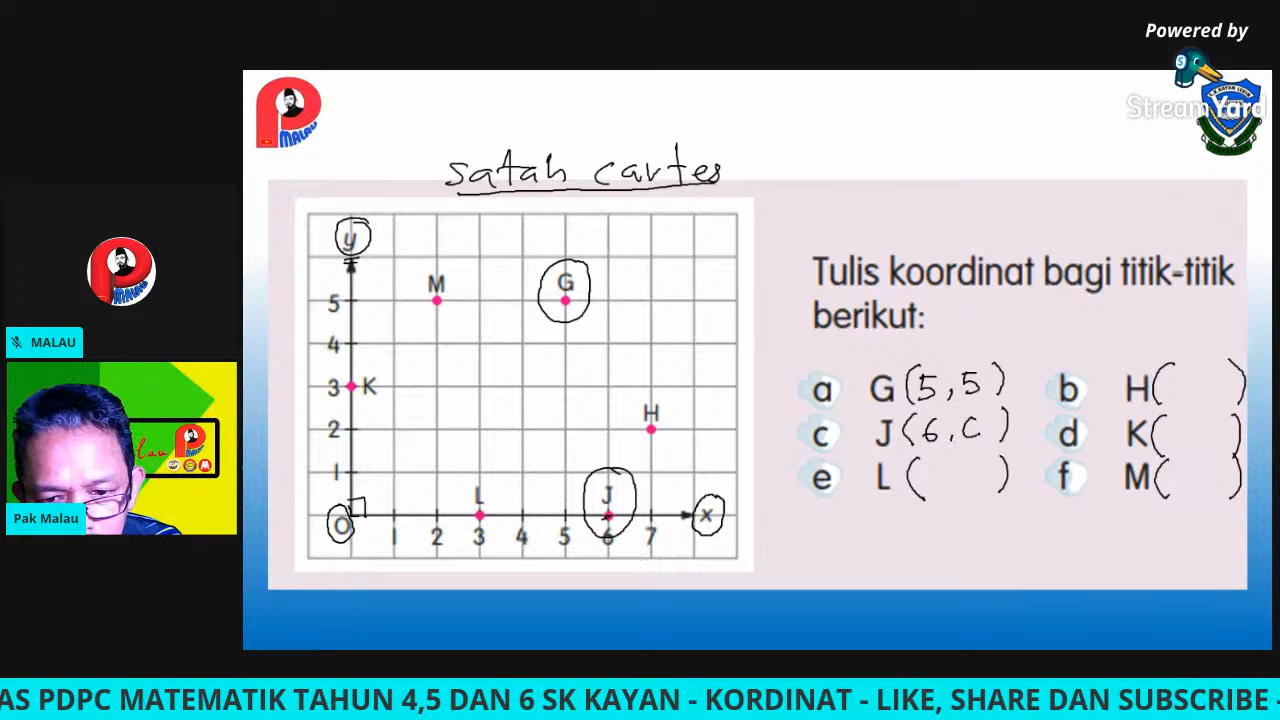 Powered by
StreamYard
MALAU
satah cartes
y
M
G
5
4
3
K
2
H
1
L
J
O
1 2 3 4 5 6 7
x
Tulis koordinat bagi titik-titik
berikut:
a G(5,5) b H( )
c J(6,0 ) d K( )
e L( ) f M( )
MALAU
Pak Malau
AS PDPC MATEMATIK TAHUN 4,5 DAN 6 SK KAYAN - KORDINAT - LIKE, SHARE DAN SUBSCRIBE -